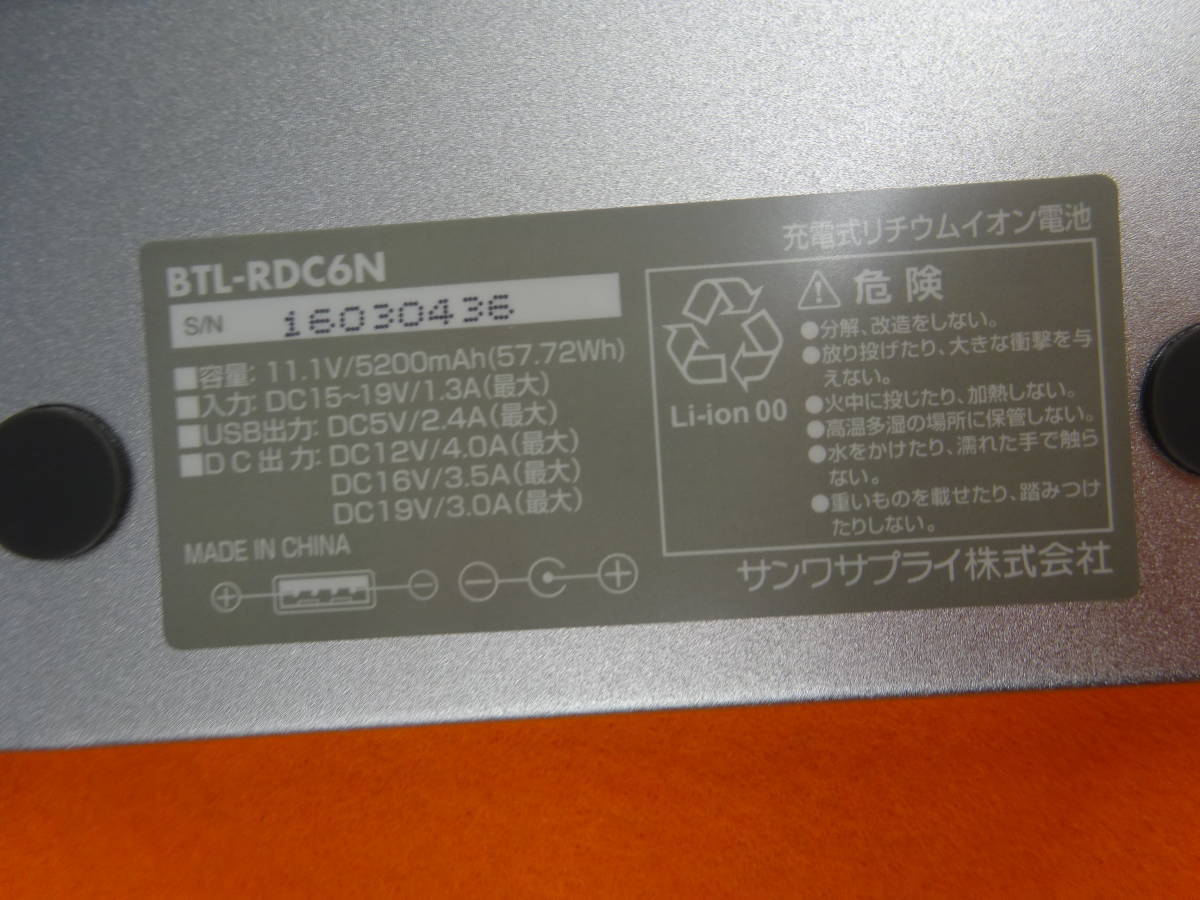 BTL-RDC6N
S/N 16030436
■容量: 11.1V/5200mAh(57.72Wh)
■入力: DC15~19V/1.3A(最大)
■USB出力: DC5V/2.4A(最大)
■DC出力: DC12V/4.0A(最大)
DC16V/3.5A(最大)
DC19V/3.0A(最大)
MADE IN CHINA
充電式リチウムイオン電池
危険
Li-ion 00
●分解、改造をしない。
●放り投げたり、大きな衝撃を与
えない。
●火中に投じたり、加熱しない。
●高温多湿の場所に保管しない。
●水をかけたり、濡れた手で触ら
ない。
●重いものを載せたり、踏みつけ
たりしない。
サンワサプライ株式会社